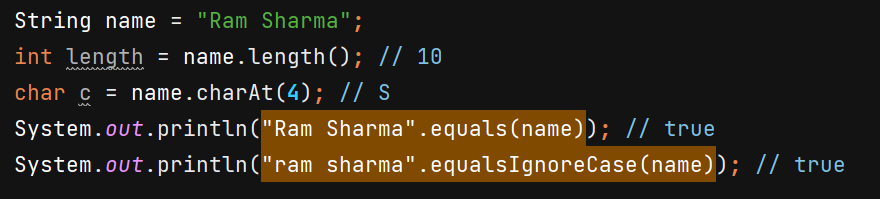 String name = "Ram Sharma";
int length = name.length(); // 10
char c = name.charAt(4); // S
System.out.println("Ram Sharma".equals(name)); // true
System.out.println("ram sharma".equalsIgnoreCase(name)); // true